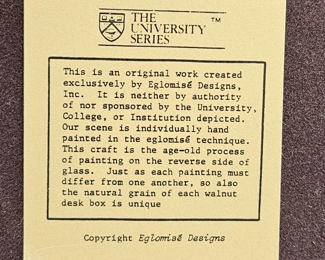 THE
UNIVERSITY
SERIES
™
This is an original work created
exclusively by Eglomisé Designs,
Inc. It is neither by authority
of nor sponsored by the University,
College, or Institution depicted.
Our scene is individually hand
painted in the eglomisé technique.
This craft is the age-old process
of painting on the reverse side of
glass. Just as each painting must
differ from one another, so also
the natural grain of each walnut
desk box is unique
Copyright Eglomisé Designs